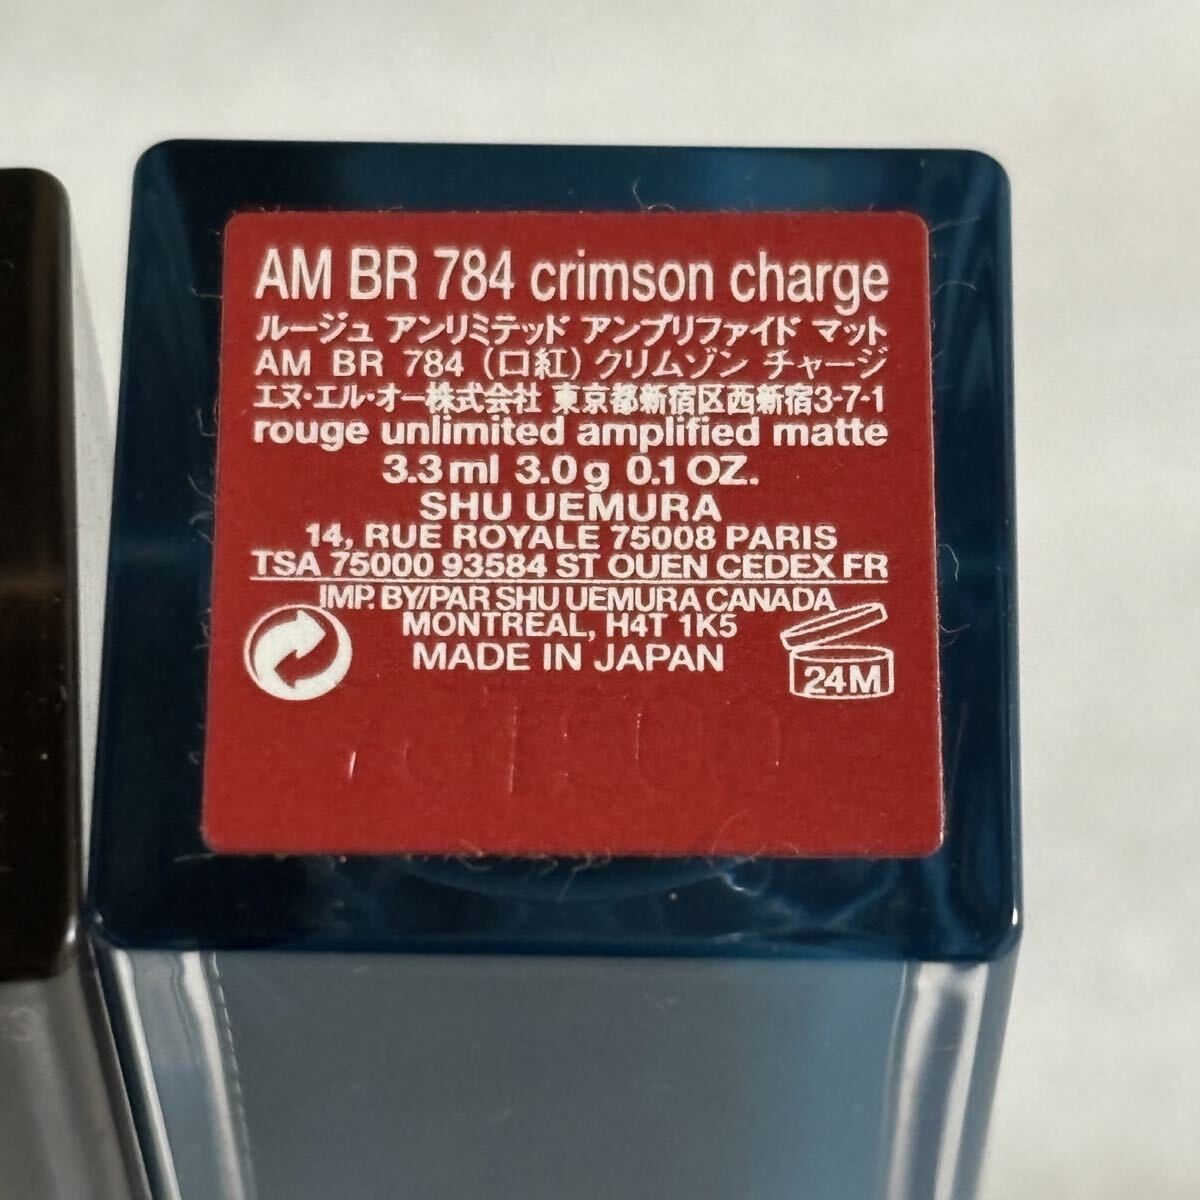 AM BR 784 crimson charge
ルージュ アンリミテッド アンプリファイド マット
AM BR 784 (口紅) クリムゾン チャージ
エヌ・エル・オー株式会社 東京都新宿区西新宿3-7-1
rouge unlimited amplified matte
3.3 ml 3.0 g 0.1 OZ.
SHU UEMURA
14, RUE ROYALE 75008 PARIS
TSA 75000 93584 ST OUEN CEDEX FR
IMP. BY/PAR SHU UEMURA CANADA
MONTREAL, H4T 1K5
MADE IN JAPAN
24M